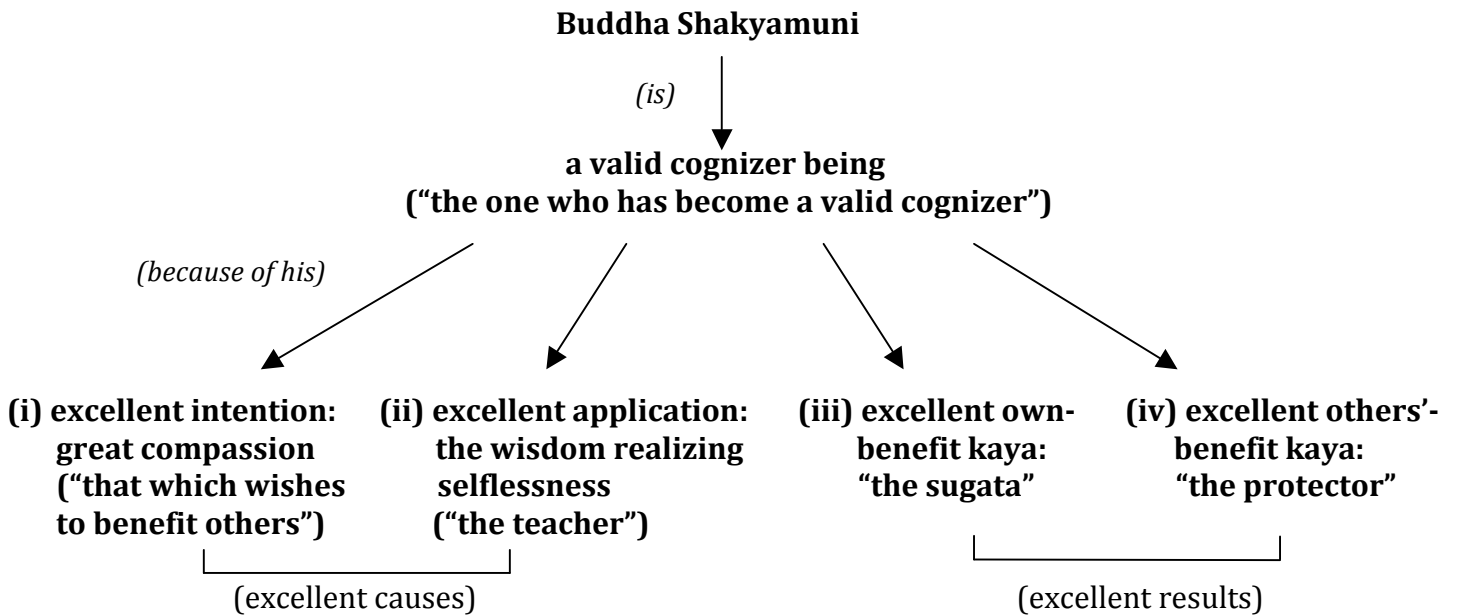 Buddha Shakyamuni
(is)
a valid cognizer being
(“the one who has become a valid cognizer”)
(because of his)
(i) excellent intention:
great compassion
(“that which wishes
to benefit others”)
(ii) excellent application:
the wisdom realizing
selflessness
(“the teacher”)
(iii) excellent own-
benefit kaya:
“the sugata”
(iv) excellent others’-
benefit kaya:
“the protector”
(excellent causes)
(excellent results)